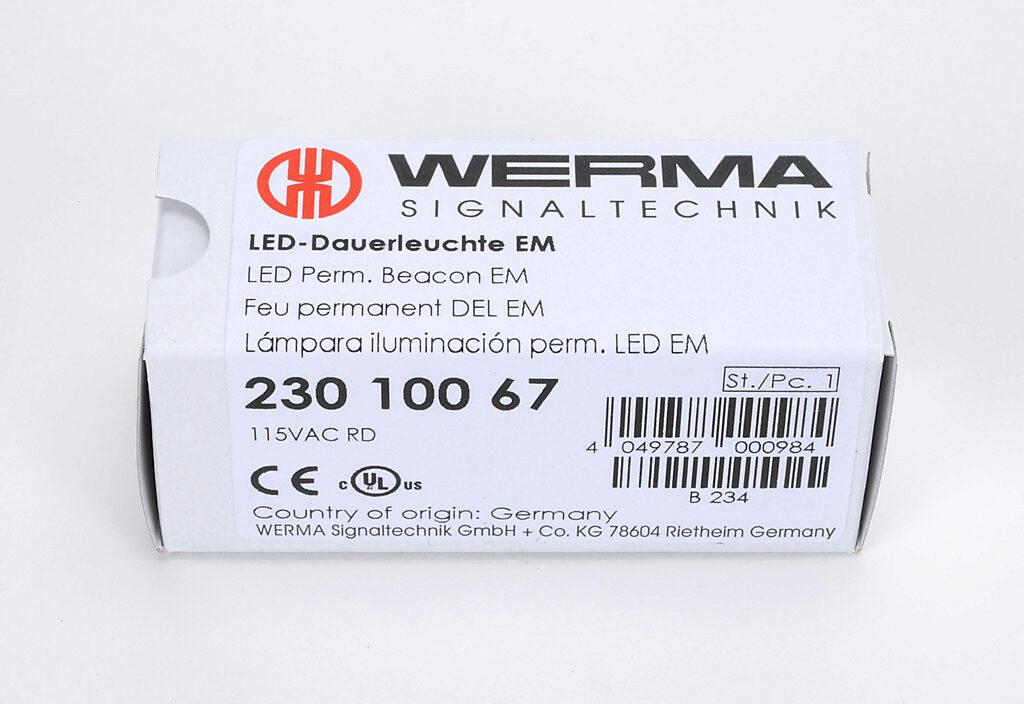 WERMA
SIGNALTECHNIK
LED-Dauerleuchte EM
LED Perm. Beacon EM
Feu permanent DEL EM
Lámpara iluminación perm. LED EM
230 100 67
St./Pc. 1
115VAC RD
4 049787 000984
CE c UL us
B 234
Country of origin: Germany
WERMA Signaltechnik GmbH + Co. KG 78604 Rietheim Germany